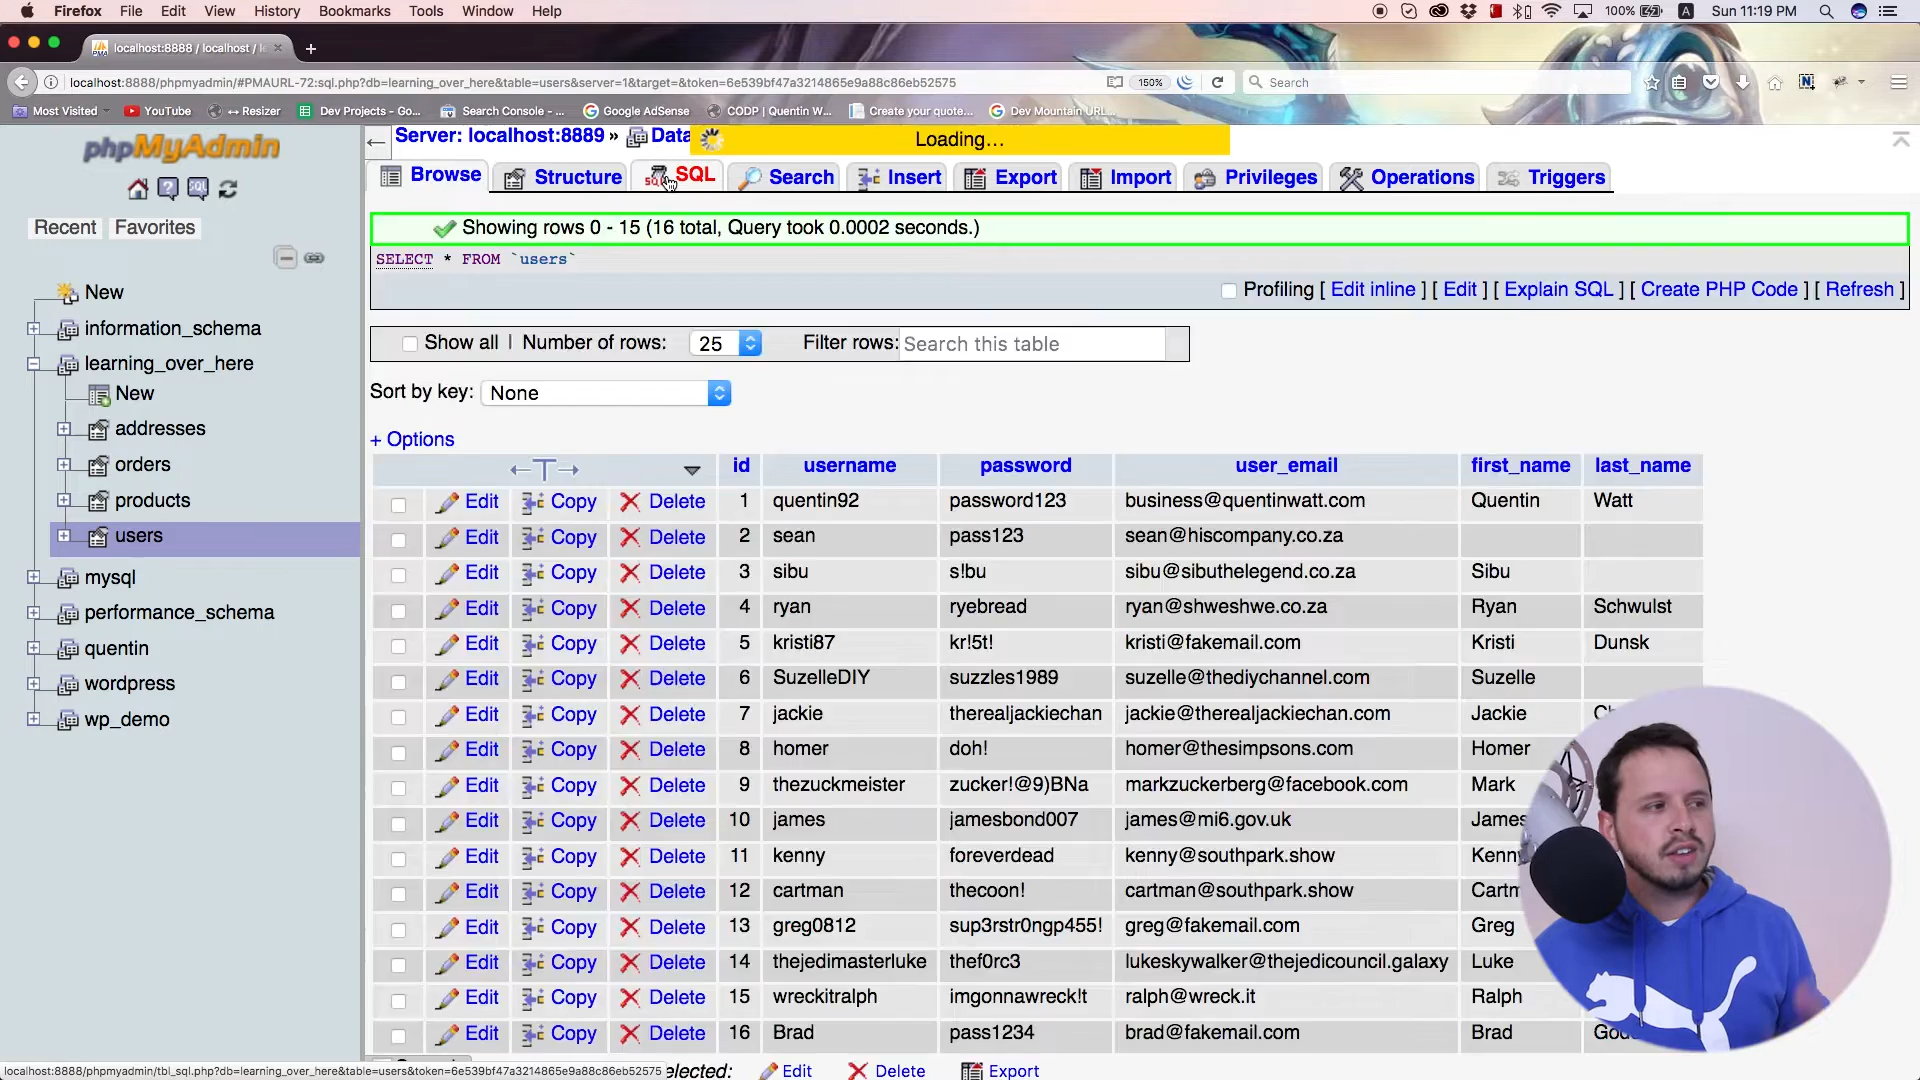 Firefox File Edit View History Bookmarks Tools Window Help 100% A Sun 11:19 PM
localhost:8888 / localhost / l
localhost:8888/phpmyadmin/#PMAURL-72:sql.php?db=learning_over_here&table=users&server=1&target=&token=6e539bf47a3214865e9a88c86eb52575 150% Search
Most Visited YouTube ↔ Resizer Dev Projects - Go... Search Console - ... Google AdSense CODP | Quentin W... Create your quote... Dev Mountain URL...
phpMyAdmin
Recent Favorites
New
information_schema
learning_over_here
New
addresses
orders
products
users
mysql
performance_schema
quentin
wordpress
wp_demo
Server: localhost:8889 » Data
Loading…
Browse Structure SQL Search Insert Export Import Privileges Operations Triggers
Showing rows 0 - 15 (16 total, Query took 0.0002 seconds.)
SELECT * FROM `users`
Profiling [ Edit inline ] [ Edit ] [ Explain SQL ] [ Create PHP Code ] [ Refresh ]
Show all | Number of rows: 25 Filter rows: Search this table
Sort by key: None
+ Options
←T→ id username password user_email first_name last_name
Edit Copy Delete 1 quentin92 password123 business@quentinwatt.com Quentin Watt
Edit Copy Delete 2 sean pass123 sean@hiscompany.co.za
Edit Copy Delete 3 sibu s!bu sibu@sibuthelegend.co.za Sibu
Edit Copy Delete 4 ryan ryebread ryan@shweshwe.co.za Ryan Schwulst
Edit Copy Delete 5 kristi87 kr!5t! kristi@fakemail.com Kristi Dunsk
Edit Copy Delete 6 SuzelleDIY suzzles1989 suzelle@thediychannel.com Suzelle
Edit Copy Delete 7 jackie therealjackiechan jackie@therealjackiechan.com Jackie
Edit Copy Delete 8 homer doh! homer@thesimpsons.com Homer
Edit Copy Delete 9 thezuckmeister zucker!@9)BNa markzuckerberg@facebook.com Mark
Edit Copy Delete 10 james jamesbond007 james@mi6.gov.uk James
Edit Copy Delete 11 kenny foreverdead kenny@southpark.show Kenny
Edit Copy Delete 12 cartman thecoon! cartman@southpark.show Cartm
Edit Copy Delete 13 greg0812 sup3rstr0ngp455! greg@fakemail.com Greg
Edit Copy Delete 14 thejedimasterluke thef0rc3 lukeskywalker@thejedicouncil.galaxy Luke
Edit Copy Delete 15 wreckitralph imgonnawreck!t ralph@wreck.it Ralph
Edit Copy Delete 16 Brad pass1234 brad@fakemail.com Brad
localhost:8888/phpmyadmin/tbl_sql.php?db=learning_over_here&table=users&token=6e539bf47a3214865e9a88c86eb52575 elected: Edit Delete Export